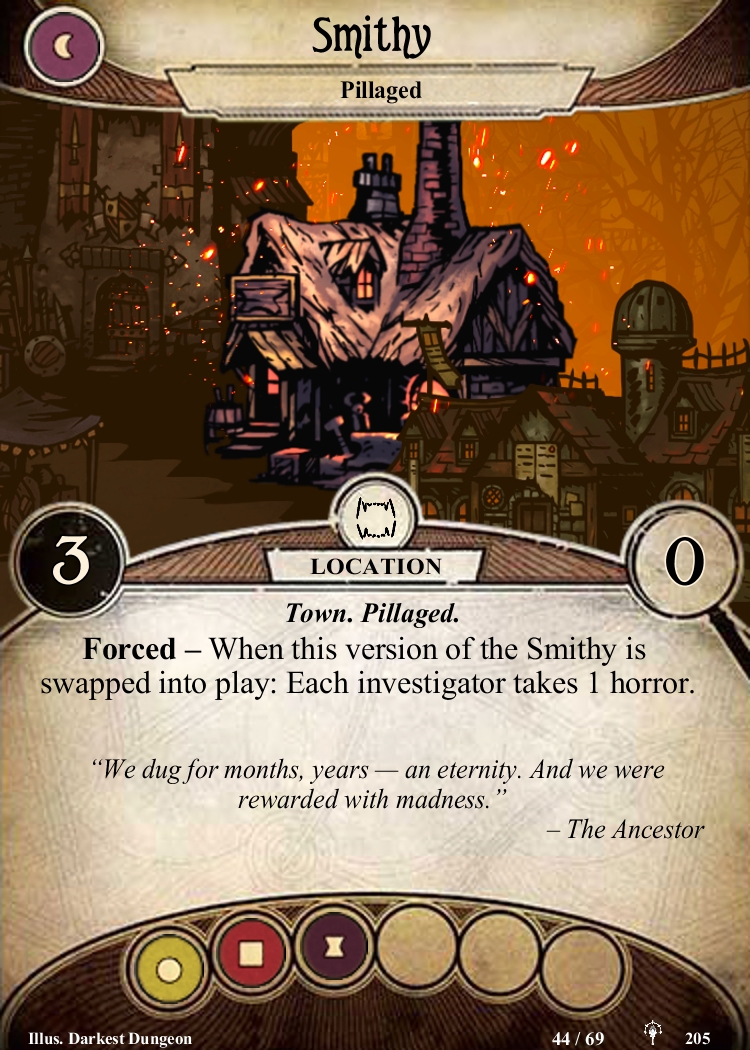 Smithy
Pillaged
3
0
LOCATION
Town. Pillaged.
Forced – When this version of the Smithy is
swapped into play: Each investigator takes 1 horror.
“We dug for months, years — an eternity. And we were
rewarded with madness.”
– The Ancestor
Illus. Darkest Dungeon
44 / 69
205